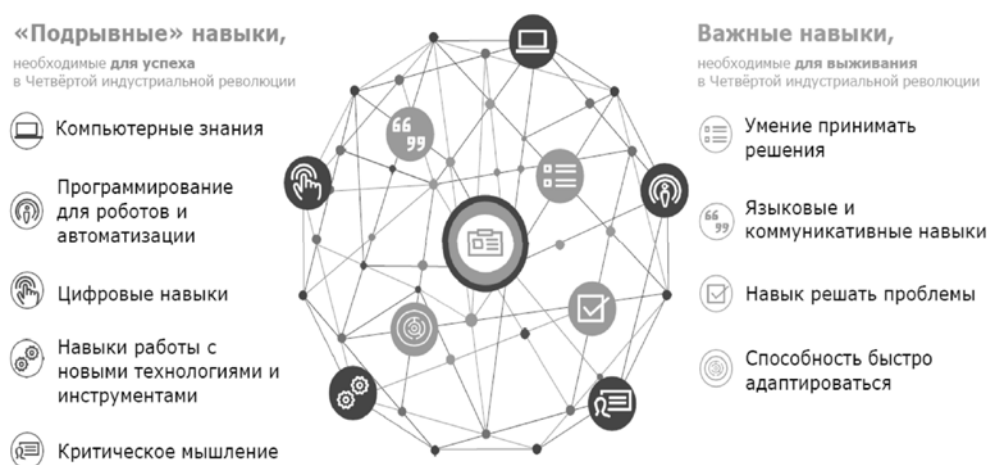 «Подрывные» навыки,
необходимые для успеха
в Четвёртой индустриальной революции
Компьютерные знания
Программирование
для роботов и
автоматизации
Цифровые навыки
Навыки работы с
новыми технологиями и
инструментами
Критическое мышление
Важные навыки,
необходимые для выживания
в Четвёртой индустриальной революции
Умение принимать
решения
Языковые и
коммуникативные навыки
Навык решать проблемы
Способность быстро
адаптироваться